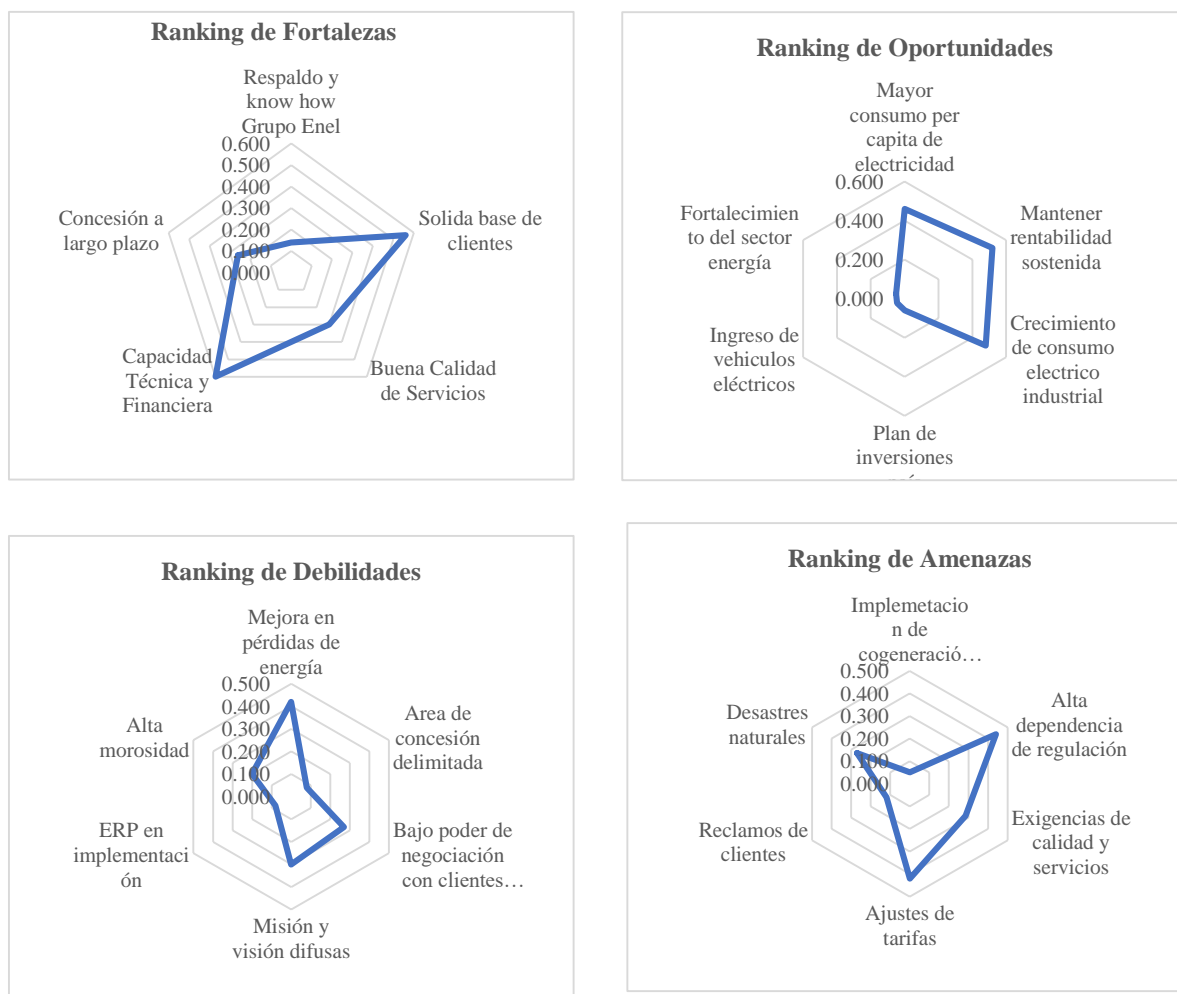 Ranking de Fortalezas
Respaldo y
know how
Grupo Enel
0.600
0.500
0.400
0.300
0.200
0.100
0.000
Solida base de
clientes
Buena Calidad
de Servicios
Capacidad
Técnica y
Financiera
Concesión a
largo plazo
Ranking de Oportunidades
Mayor
consumo per
capita de
electricidad
0.600
0.400
0.200
0.000
Mantener
rentabilidad
sostenida
Crecimiento
de consumo
electrico
industrial
Plan de
inversiones
Ingreso de
vehiculos
eléctricos
Fortalecimien
to del sector
energía
Ranking de Debilidades
Mejora en
pérdidas de
energía
0.500
0.400
0.300
0.200
0.100
0.000
Area de
concesión
delimitada
Bajo poder de
negociación
con clientes…
Misión y
visión difusas
ERP en
implementaci
ón
Alta
morosidad
Ranking de Amenazas
Implemetacio
n de
cogeneració…
0.500
0.400
0.300
0.200
0.100
0.000
Alta
dependencia
de regulación
Exigencias de
calidad y
servicios
Ajustes de
tarifas
Reclamos de
clientes
Desastres
naturales